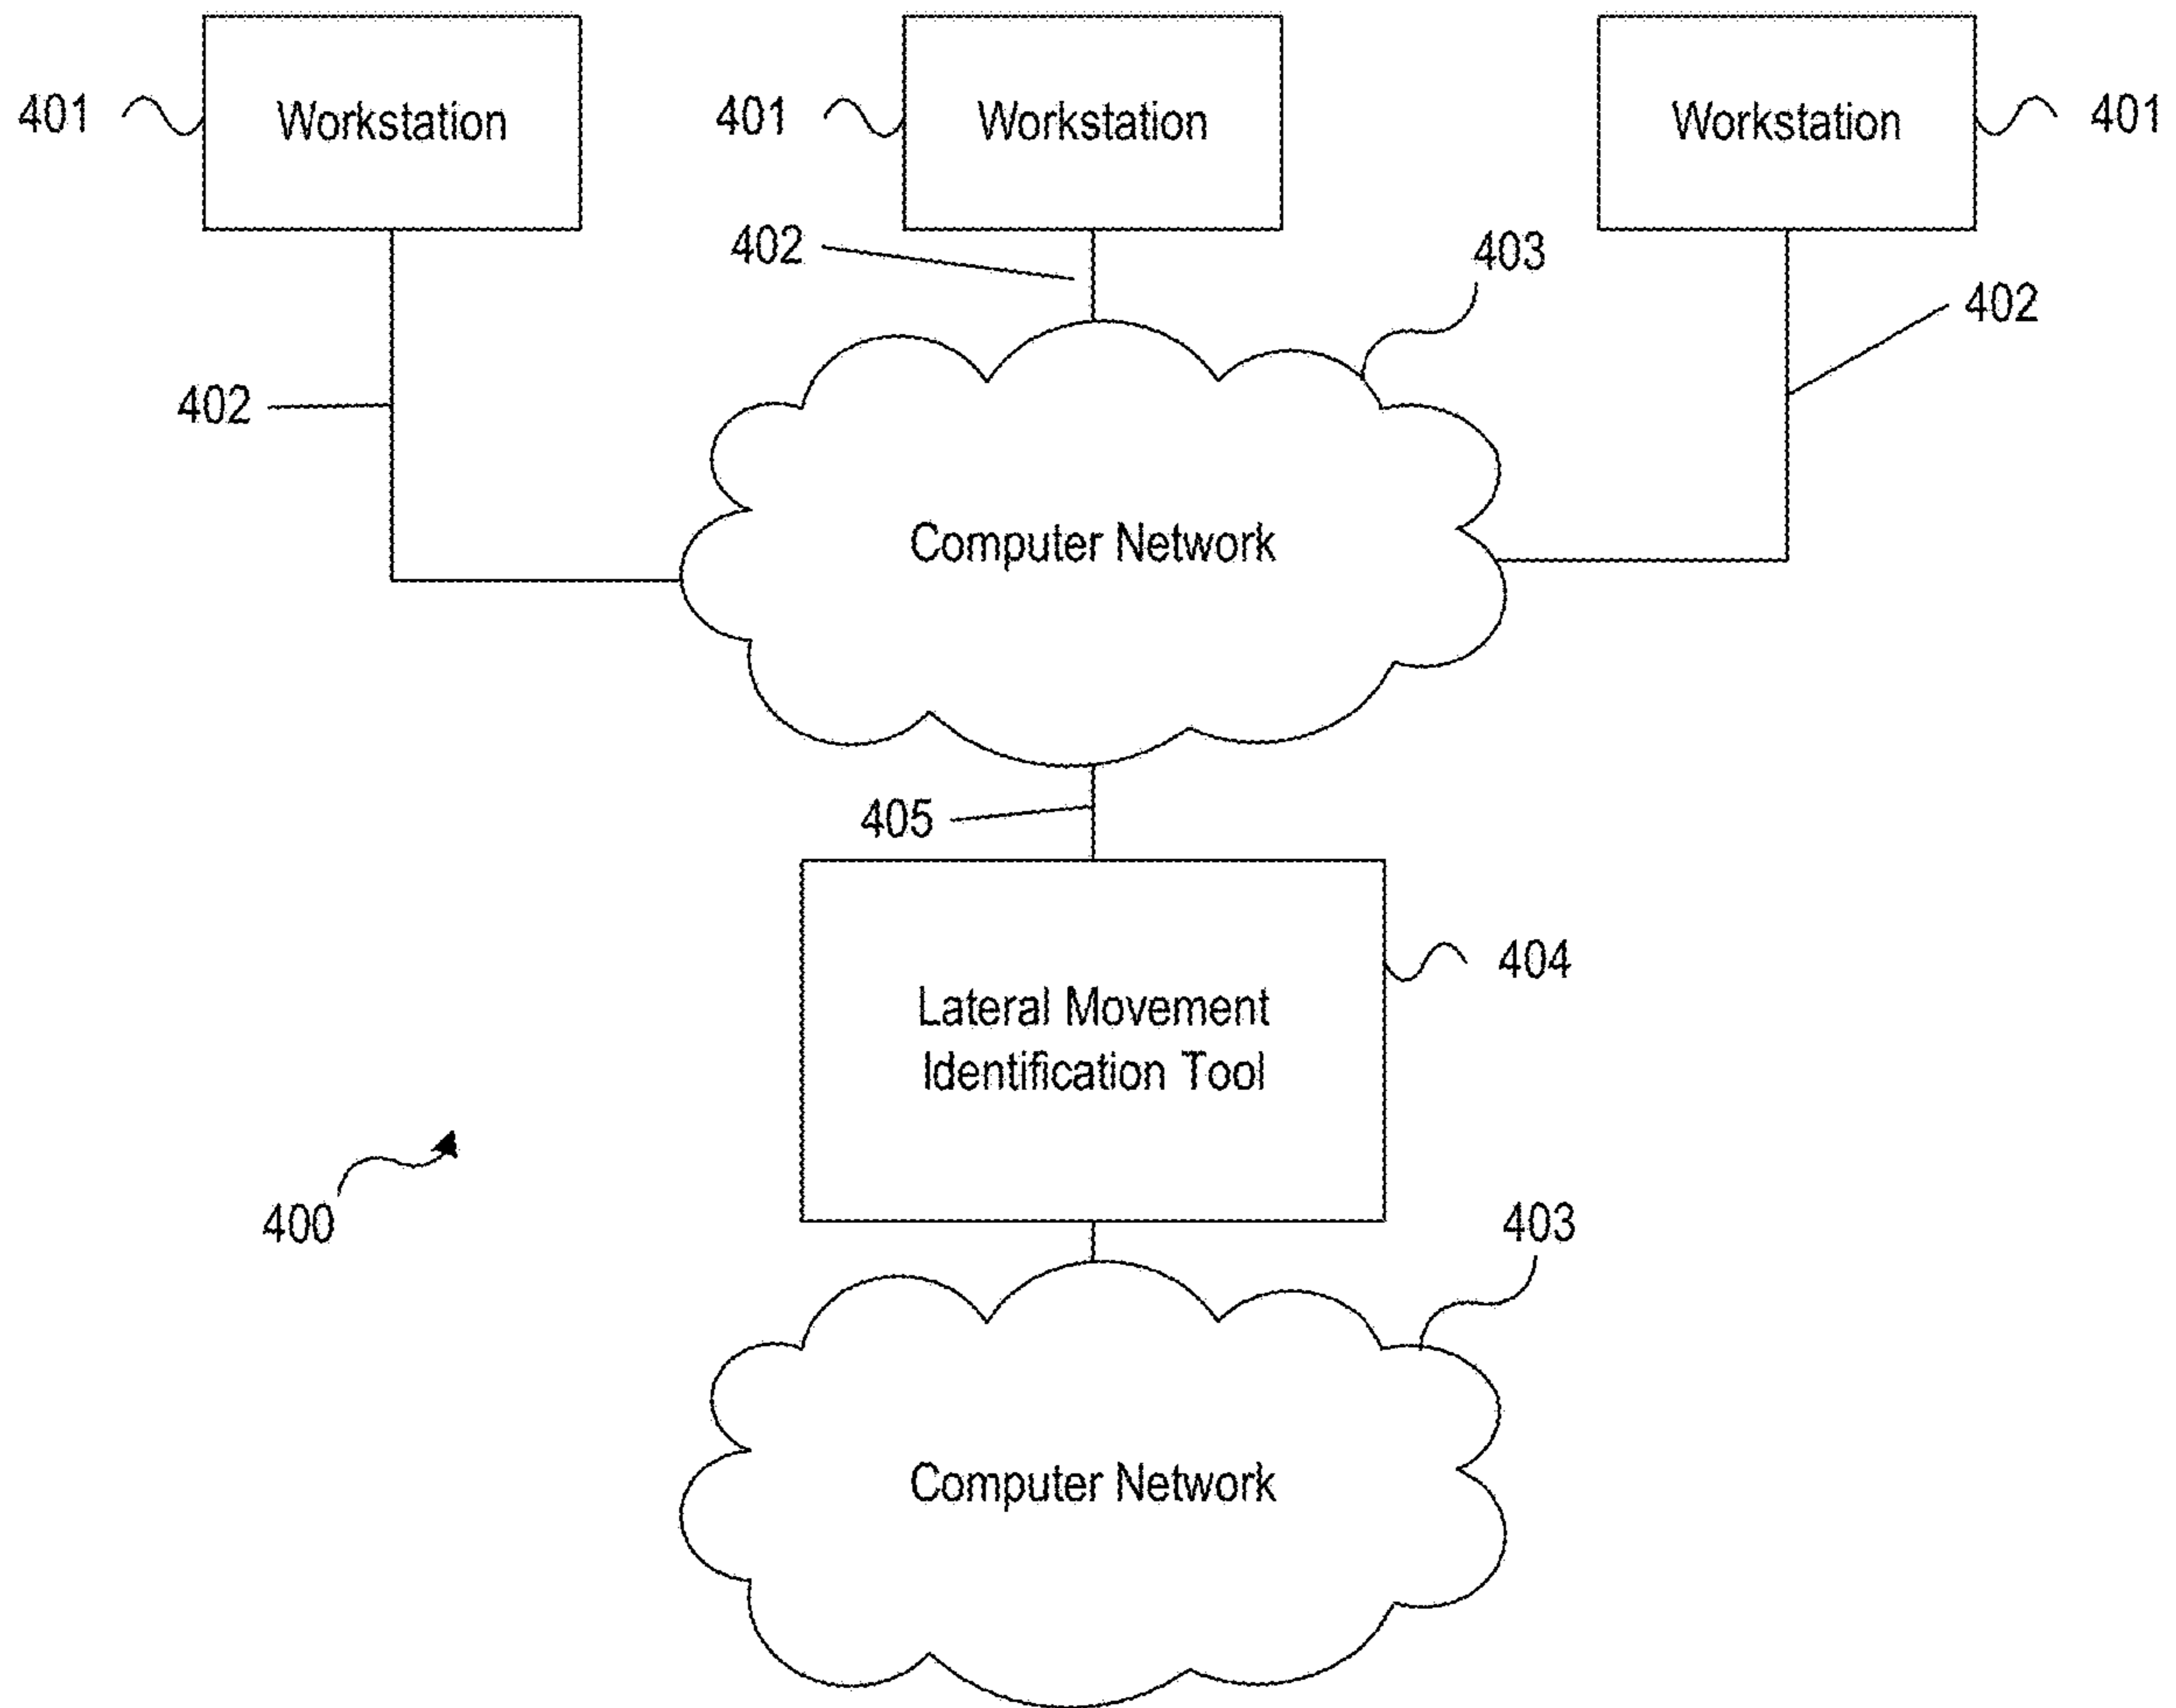 401
Workstation
401
Workstation
Workstation
401
402
403
402
402
Computer Network
405
404
Lateral Movement
Identification Tool
400
403
Computer Network